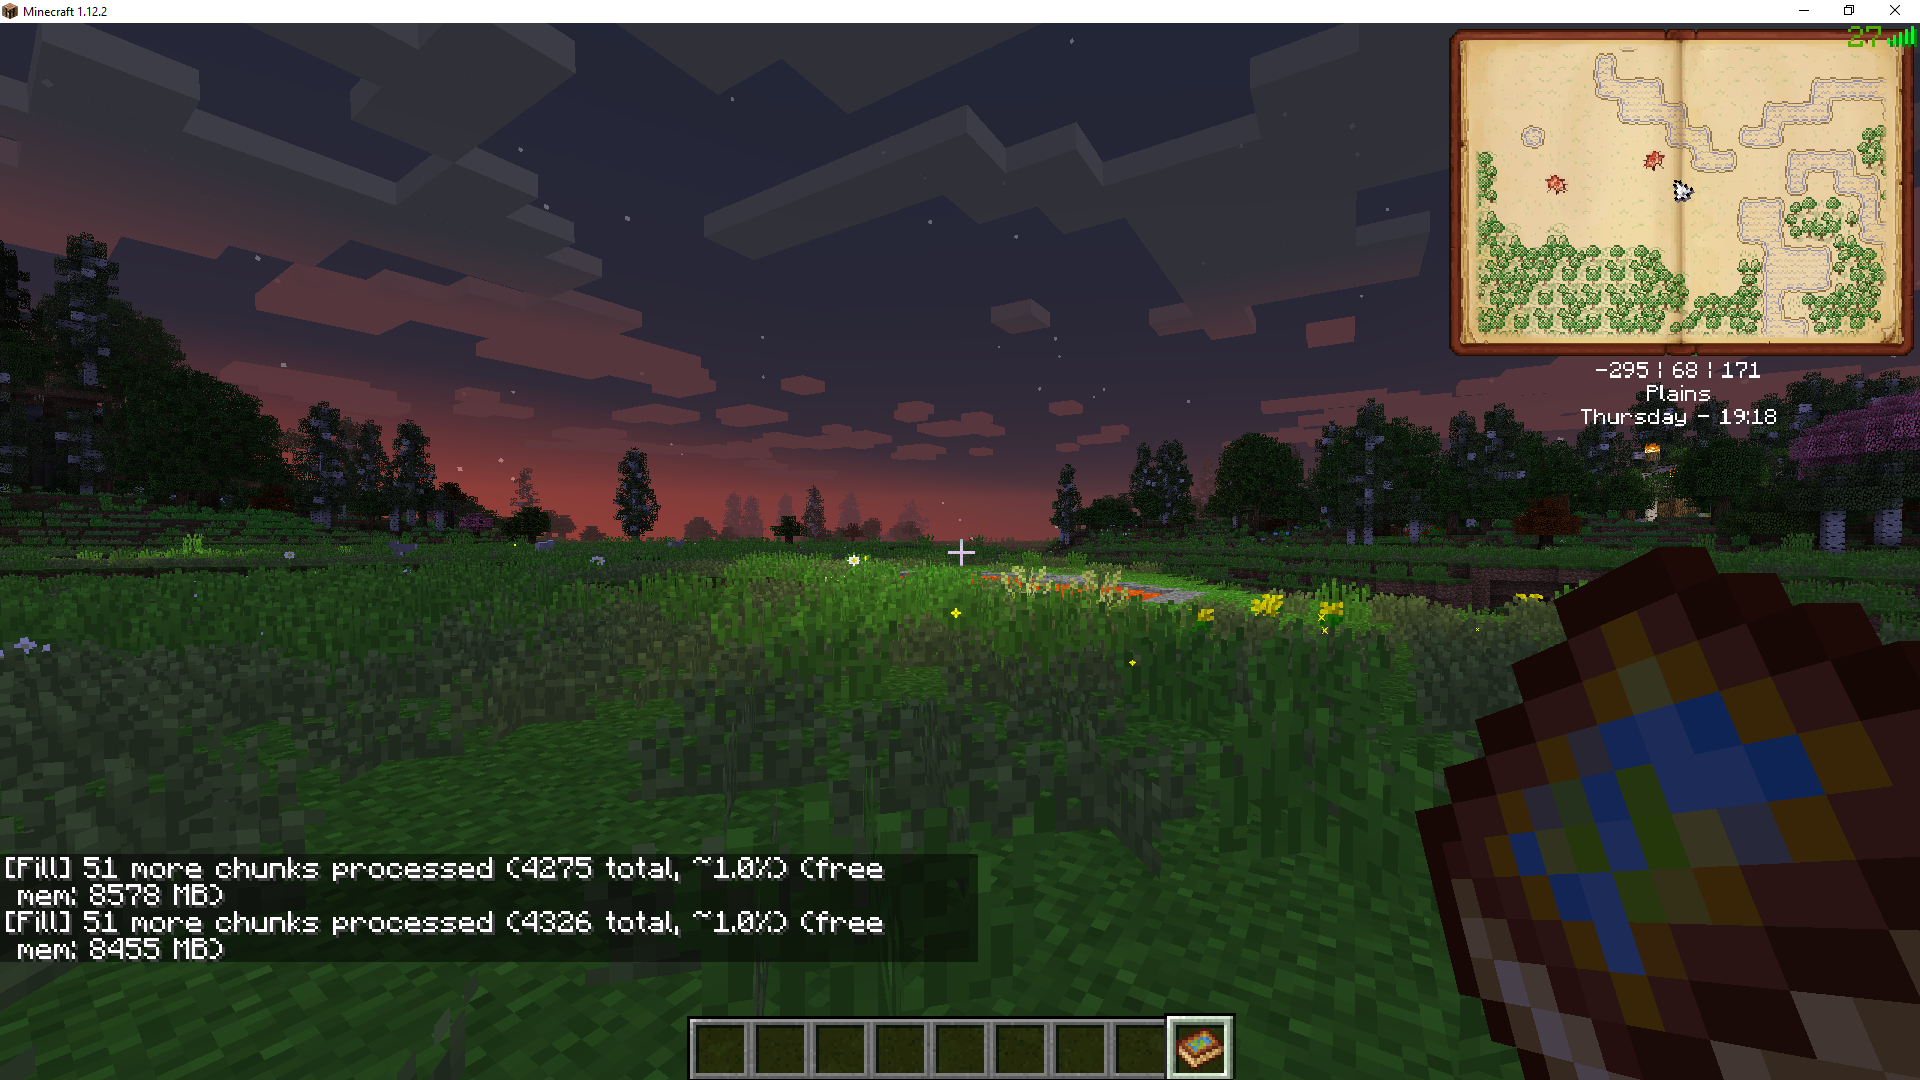 Minecraft 1.12.2
27
-295 | 68 | 171
Plains
Thursday - 19:18
[Fill] 51 more chunks processed (4275 total, ~1.0%) (free
mem: 8578 MB)
[Fill] 51 more chunks processed (4326 total, ~1.0%) (free
mem: 8455 MB)